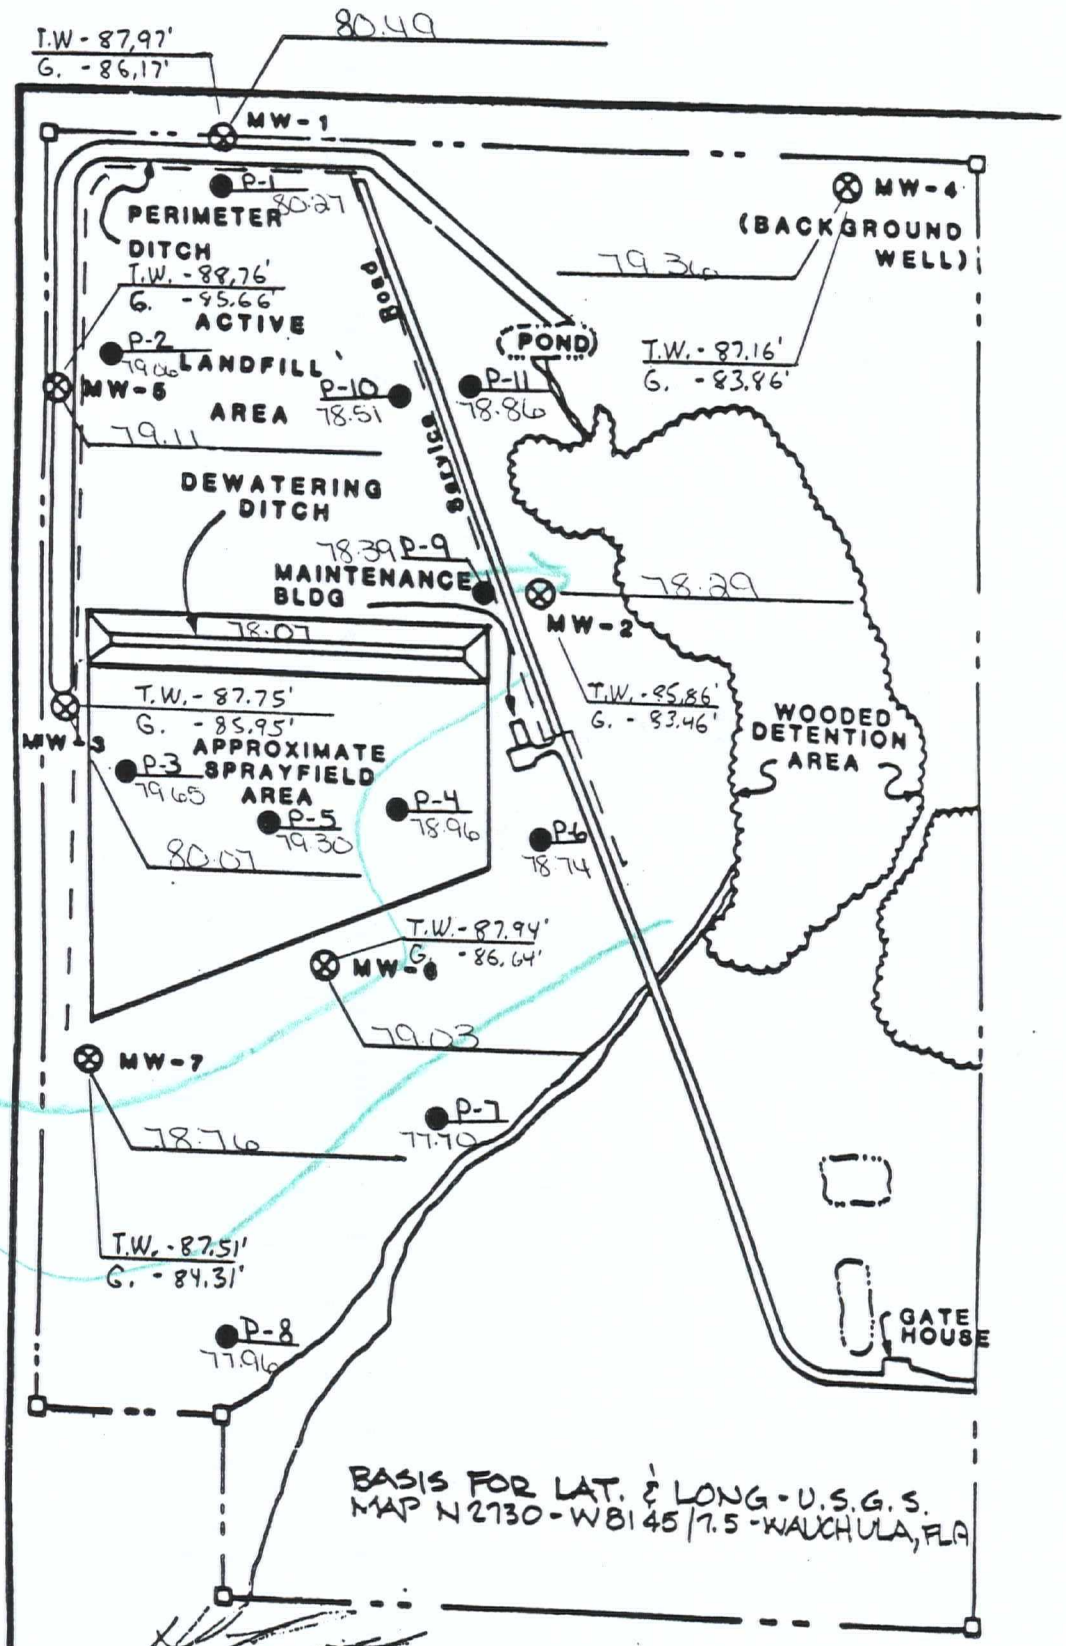 80.49
T.W - 87,97'
G. - 86,17'
MW-1
P-1
80.27
MW-4
(BACKGROUND
WELL)
79.36
PERIMETER
DITCH
T.W. - 88,76'
G. - 85.66'
Road
ACTIVE
LANDFILL
AREA
P-2
79.06
MW-5
79.11
P-10
78.51
P-11
78.86
(POND)
T.W. - 87.16'
G. - 83,86'
Service
DEWATERING
DITCH
78.39 P-9
MAINTENANCE
BLDG
78.29
MW-2
78.07
T.W. - 85,86'
G. - 83.46'
T.W. - 87.75'
G. - 85.95'
MW-3
APPROXIMATE
SPRAYFIELD
AREA
P-3
79.65
P-5
79.30
P-4
78.96
P-6
78.74
80.07
WOODED
DETENTION
AREA
T.W. - 87.94'
G. - 86,64'
MW-6
79.03
MW-7
78.76
P-7
77.70
T.W. - 87.51'
G. - 84.31'
P-8
77.96
GATE
HOUSE
BASIS FOR LAT. & LONG - U.S.G.S.
MAP N2730-W8145/7.5-WAUCHULA, FLA